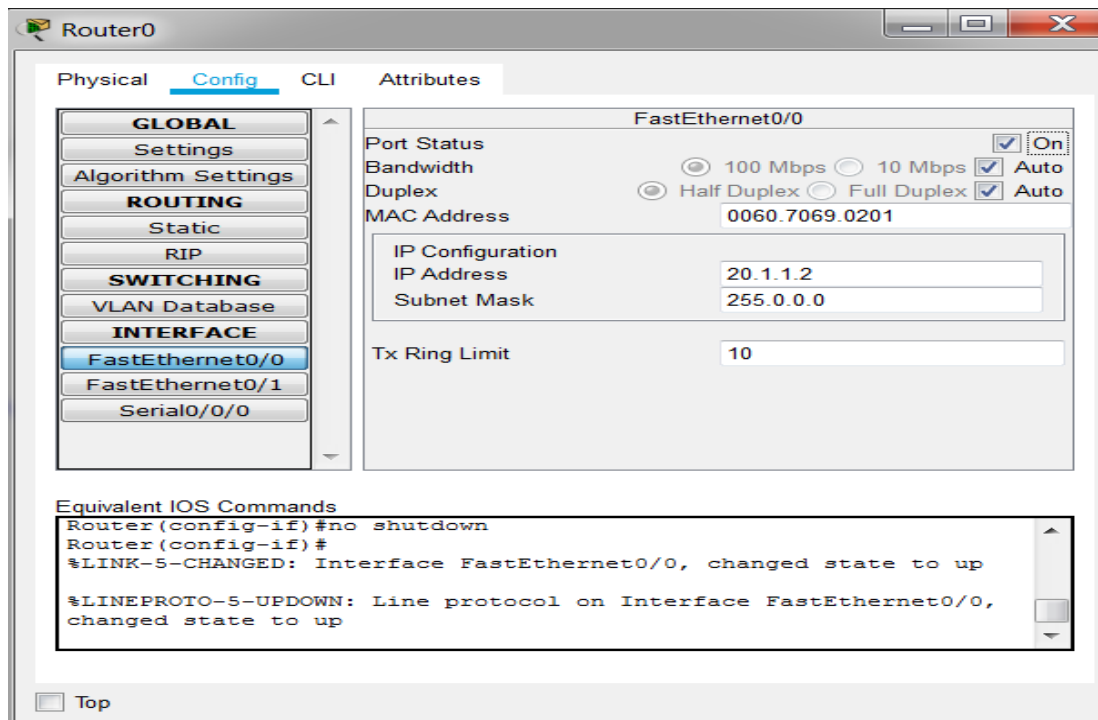 Router0
Physical Config CLI Attributes
GLOBAL
Settings
Algorithm Settings
ROUTING
Static
RIP
SWITCHING
VLAN Database
INTERFACE
FastEthernet0/0
FastEthernet0/1
Serial0/0/0
FastEthernet0/0
Port Status On
Bandwidth 100 Mbps 10 Mbps Auto
Duplex Half Duplex Full Duplex Auto
MAC Address 0060.7069.0201
IP Configuration
IP Address 20.1.1.2
Subnet Mask 255.0.0.0
Tx Ring Limit 10
Equivalent IOS Commands
Router(config-if)#no shutdown
Router(config-if)#
%LINK-5-CHANGED: Interface FastEthernet0/0, changed state to up
%LINEPROTO-5-UPDOWN: Line protocol on Interface FastEthernet0/0,
changed state to up
Top